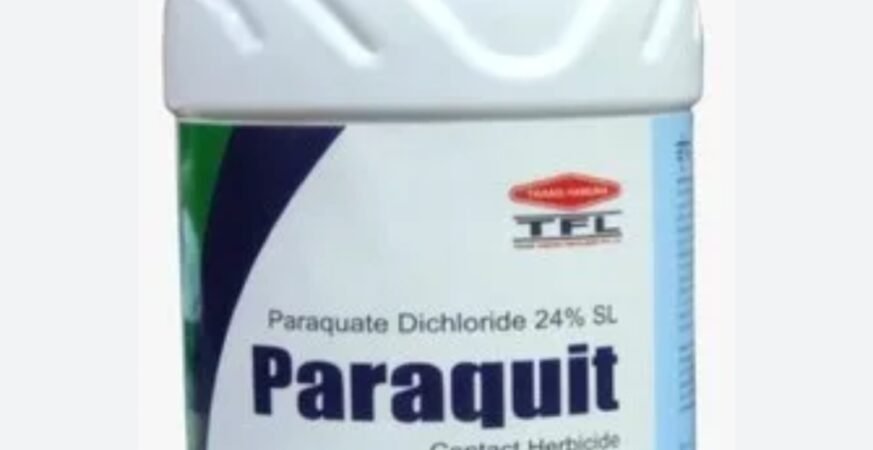 TFL
Paraquate Dichloride 24% SL
Paraquit
Contact Herbicide